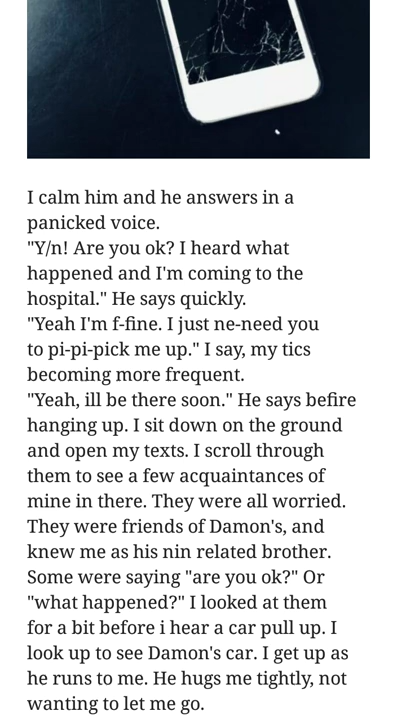 I calm him and he answers in a
panicked voice.
"Y/n! Are you ok? I heard what
happened and I'm coming to the
hospital." He says quickly.
"Yeah I'm f-fine. I just ne-need you
to pi-pi-pick me up." I say, my tics
becoming more frequent.
"Yeah, ill be there soon." He says befire
hanging up. I sit down on the ground
and open my texts. I scroll through
them to see a few acquaintances of
mine in there. They were all worried.
They were friends of Damon's, and
knew me as his nin related brother.
Some were saying "are you ok?" Or
"what happened?" I looked at them
for a bit before i hear a car pull up. I
look up to see Damon's car. I get up as
he runs to me. He hugs me tightly, not
wanting to let me go.